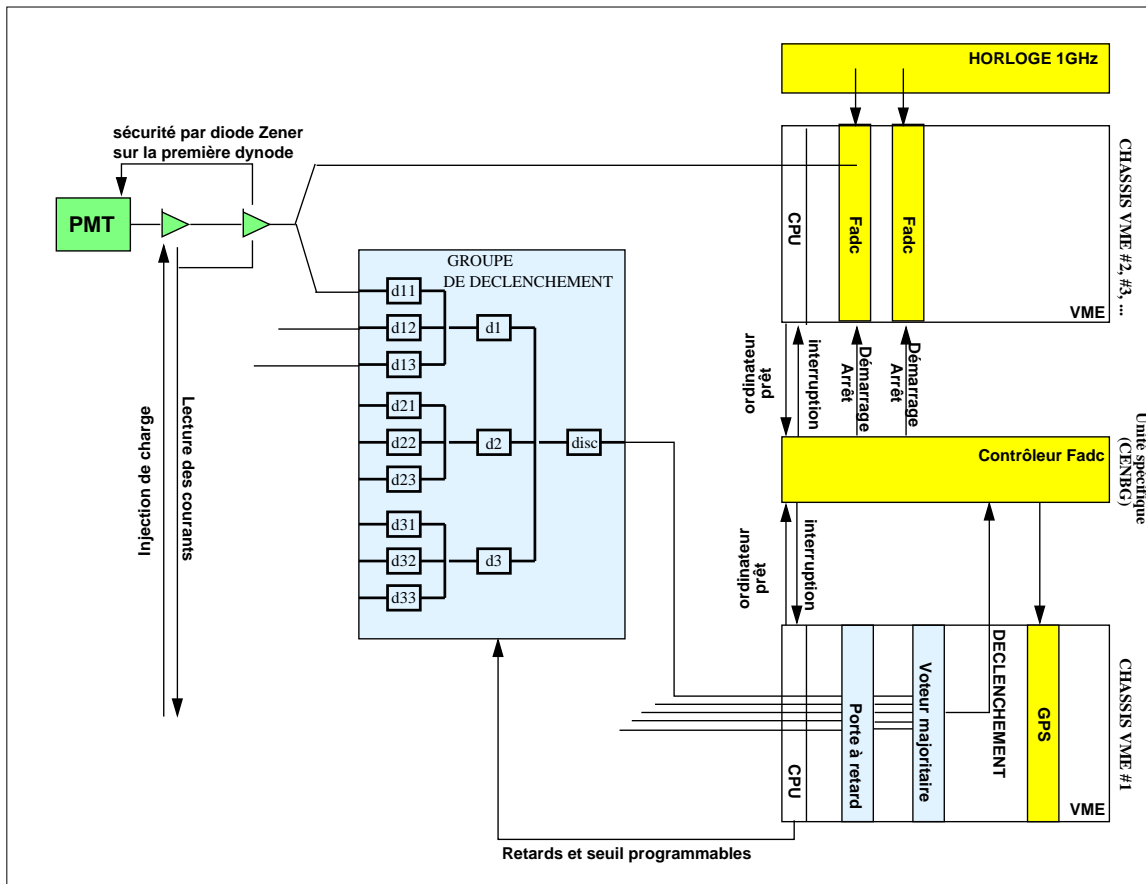 HORLOGE 1GHz
sécurité par diode Zener
sur la première dynode
PMT
CPU
Fadc
Fadc
VME
CHASSIS VME #2, #3, ...
GROUPE
DE DECLENCHEMENT
d11
d12
d13
d1
d21
d22
d23
d2
disc
d31
d32
d33
d3
Injection de charge
Lecture des courants
ordinateur
prêt
interruption
Démarrage
Arrêt
Démarrage
Arrêt
Contrôleur Fadc
Unité spécifique
(CENBG)
ordinateur
prêt
interruption
CPU
Porte à retard
Voteur majoritaire
DECLENCHEMENT
GPS
VME
CHASSIS VME #1
Retards et seuil programmables